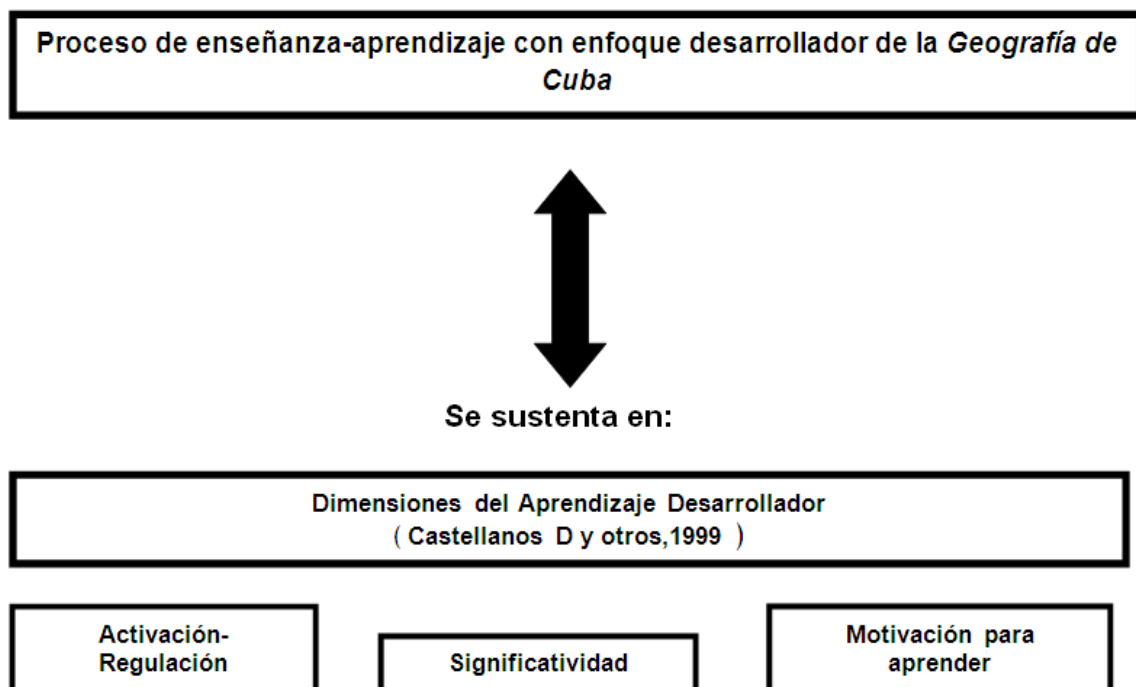 Proceso de enseñanza-aprendizaje con enfoque desarrollador de la Geografía de
Cuba
Se sustenta en:
Dimensiones del Aprendizaje Desarrollador
( Castellanos D y otros,1999 )
Activación-
Regulación
Significatividad
Motivación para
aprender